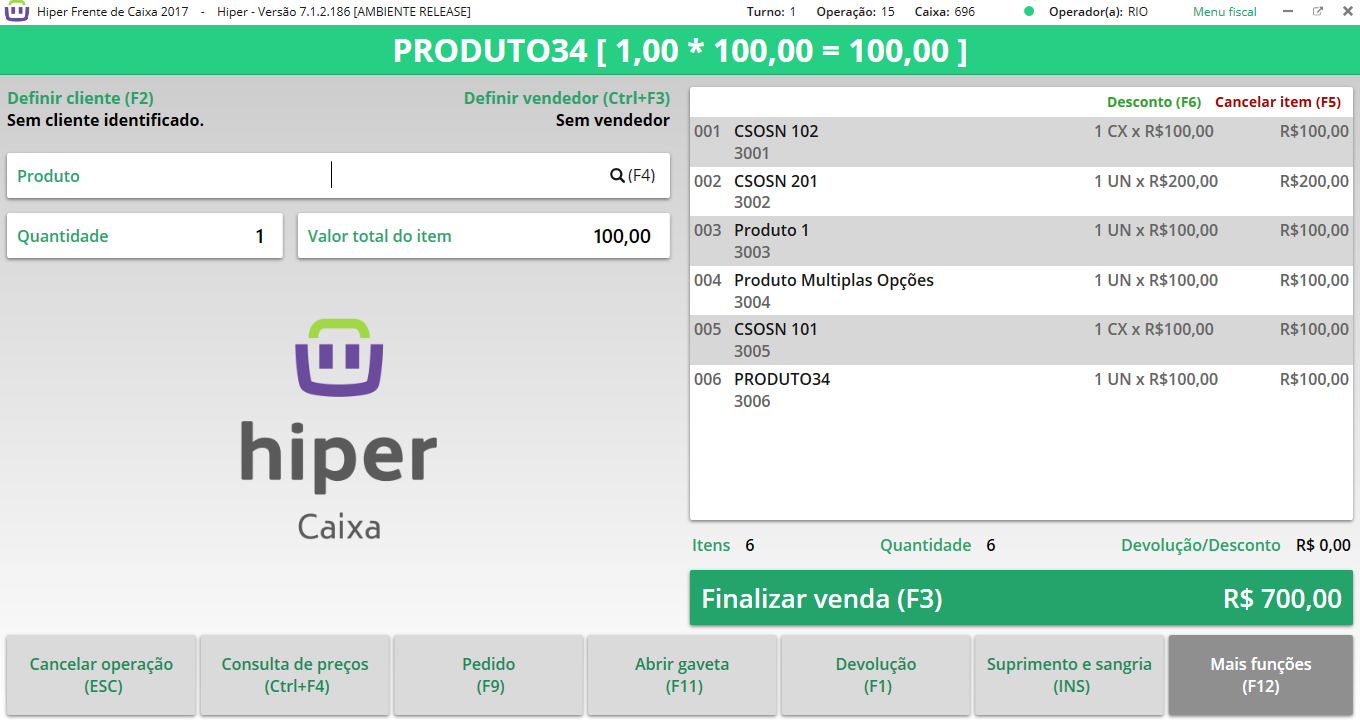 Hiper Frente de Caixa 2017 - Hiper - Versão 7.1.2.186 [AMBIENTE RELEASE] Turno: 1 Operação: 15 Caixa: 696 Operador(a): RIO Menu fiscal
PRODUTO34 [ 1,00 * 100,00 = 100,00 ]
Definir cliente (F2) Definir vendedor (Ctrl+F3)
Sem cliente identificado. Sem vendedor
Produto (F4)
Quantidade 1 Valor total do item 100,00
hiper
Caixa
Desconto (F6) Cancelar item (F5)
001 CSOSN 102 1 CX x R$100,00 R$100,00
3001
002 CSOSN 201 1 UN x R$200,00 R$200,00
3002
003 Produto 1 1 UN x R$100,00 R$100,00
3003
004 Produto Multiplas Opções 1 UN x R$100,00 R$100,00
3004
005 CSOSN 101 1 CX x R$100,00 R$100,00
3005
006 PRODUTO34 1 UN x R$100,00 R$100,00
3006
Itens 6 Quantidade 6 Devolução/Desconto R$ 0,00
Finalizar venda (F3) R$ 700,00
Cancelar operação
(ESC)
Consulta de preços
(Ctrl+F4)
Pedido
(F9)
Abrir gaveta
(F11)
Devolução
(F1)
Suprimento e sangria
(INS)
Mais funções
(F12)